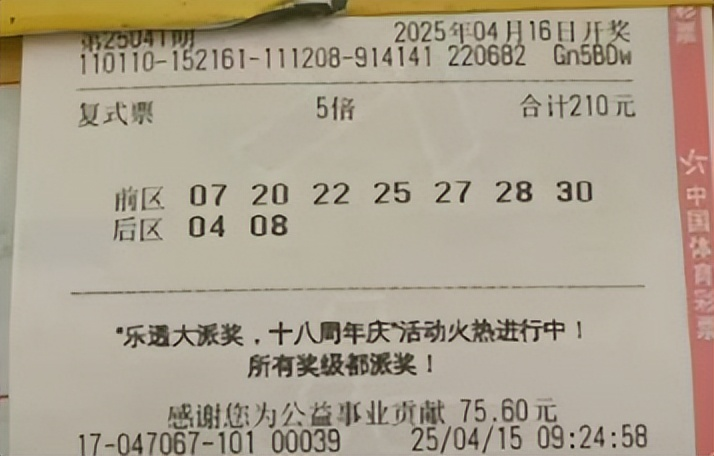 第25041期 2025年04月16日开奖
110110-152161-111208-914141 220682 Gn5BDw
复式票 5倍 合计210元
前区 07 20 22 25 27 28 30
后区 04 08
"乐透大派奖，十八周年庆"活动火热进行中！
所有奖级都派奖！
感谢您为公益事业贡献 75.60元
17-047067-101 00039 25/04/15 09:24:58
彩票
中国体育彩票